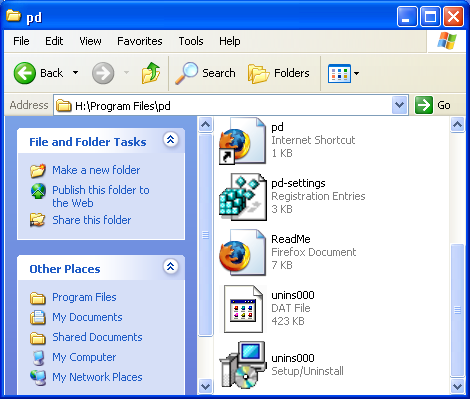 pd
File Edit View Favorites Tools Help
Back Search Folders
Address H:\Program Files\pd Go
File and Folder Tasks
Make a new folder
Publish this folder to
the Web
Share this folder
Other Places
Program Files
My Documents
Shared Documents
My Computer
My Network Places
pd
Internet Shortcut
1 KB
pd-settings
Registration Entries
3 KB
ReadMe
Firefox Document
7 KB
unins000
DAT File
423 KB
unins000
Setup/Uninstall